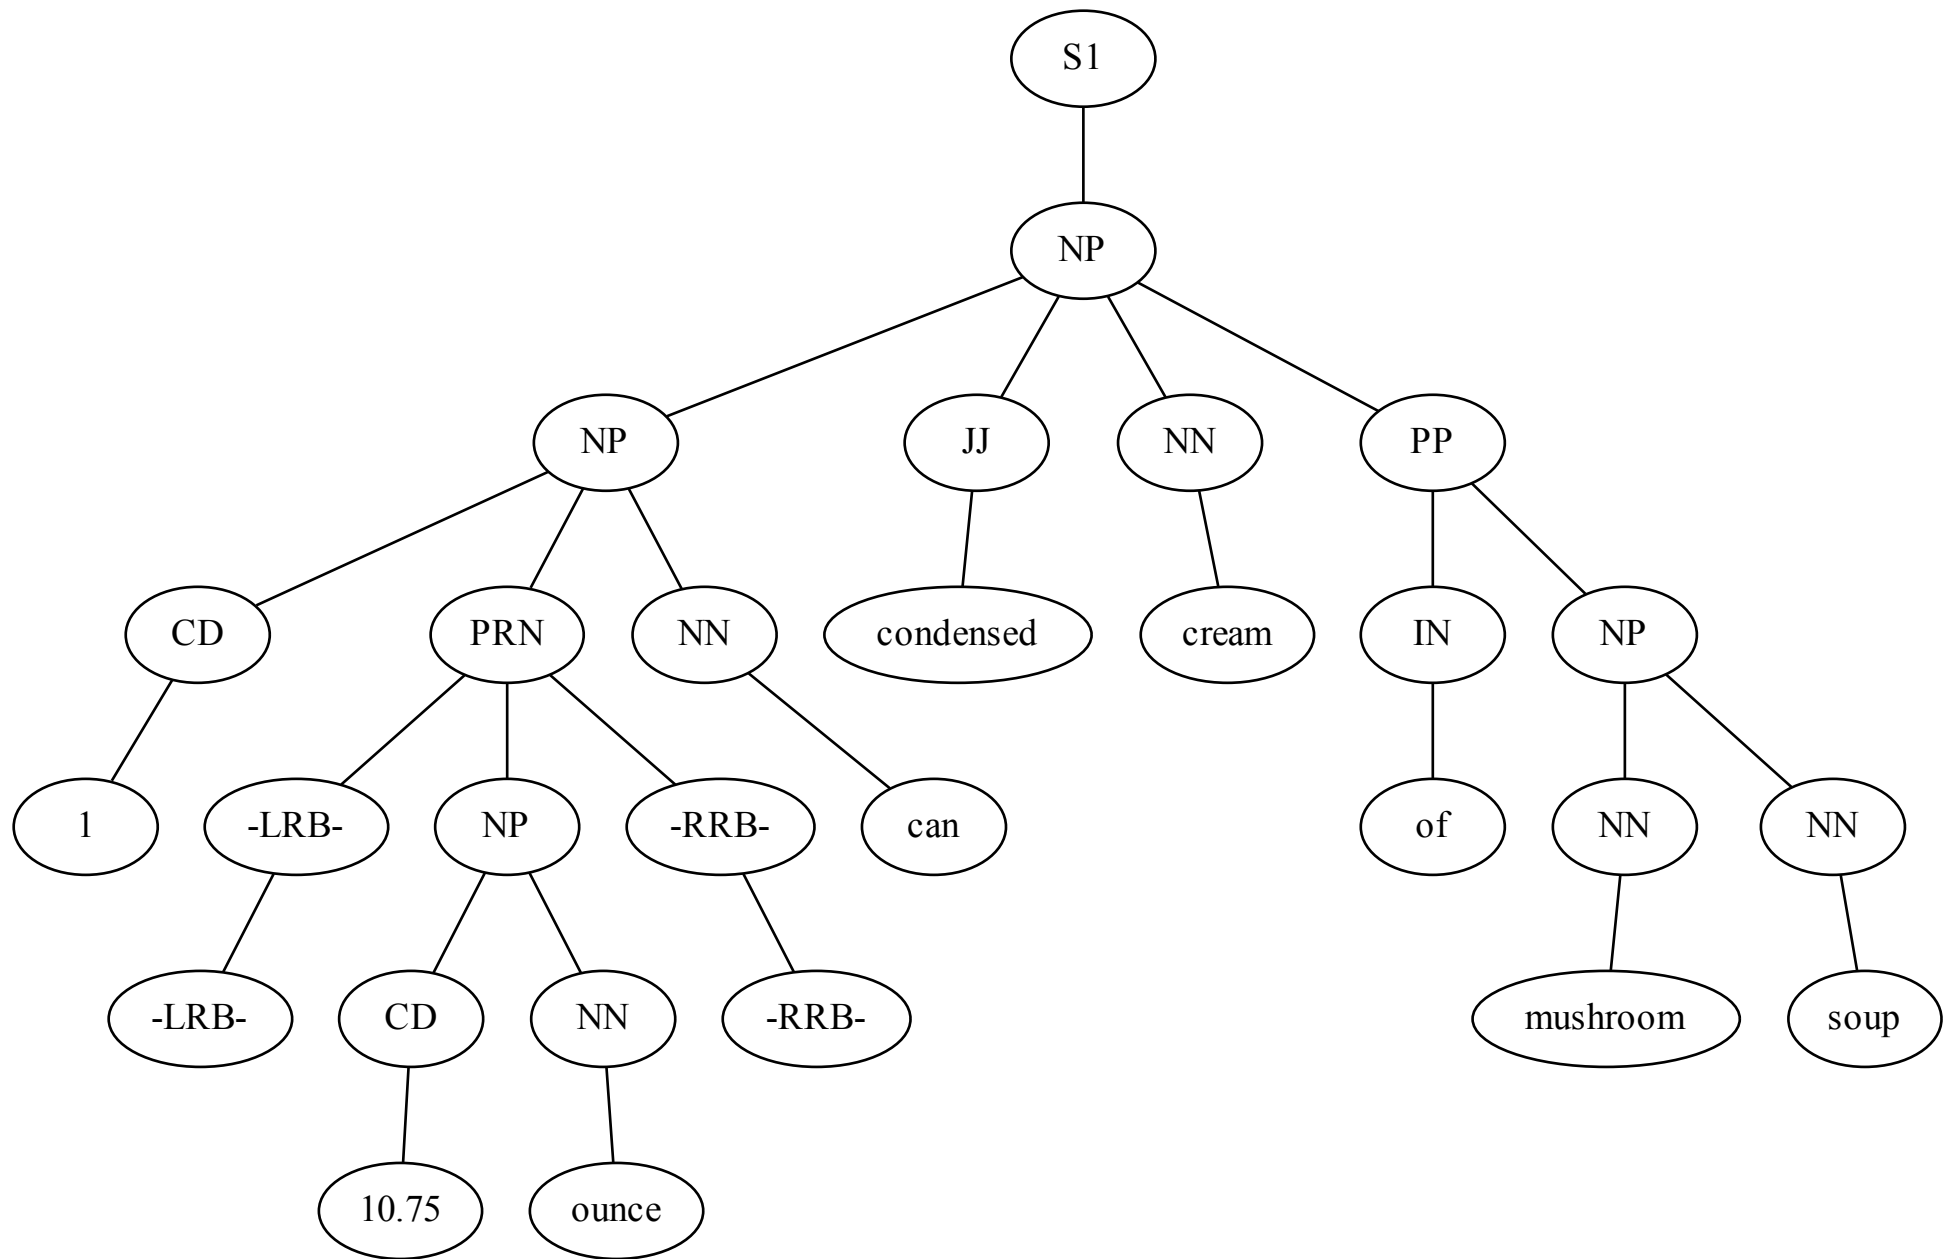 S1
NP
NP JJ NN PP
CD PRN NN condensed cream IN NP
1 -LRB- NP -RRB- can of NN NN
-LRB- CD NN -RRB- mushroom soup
10.75 ounce